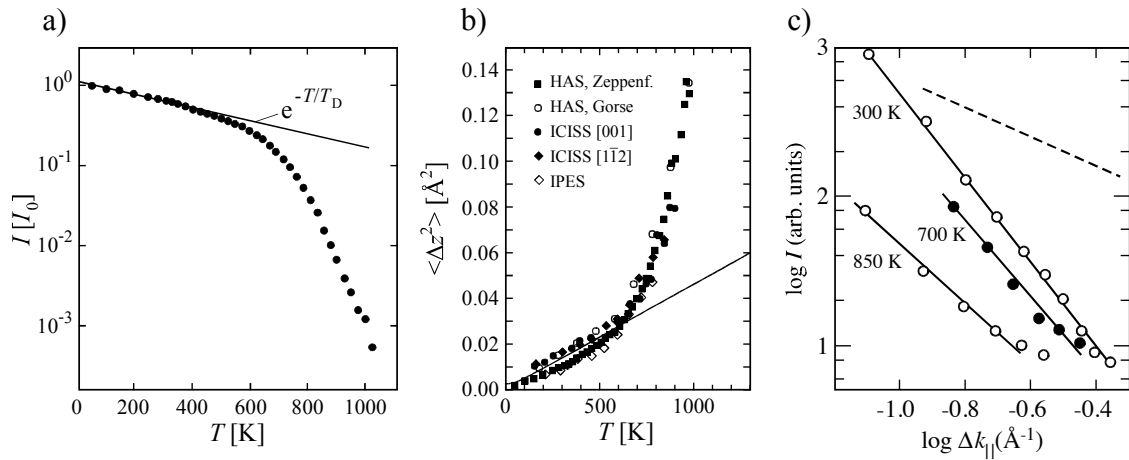 a)
I [I₀]
10⁰
10⁻¹
10⁻²
10⁻³
e^{-T/T_D}
0 200 400 600 800 1000
T [K]
b)
<Δz²> [Å²]
0.14
0.12
0.10
0.08
0.06
0.04
0.02
0.00
HAS, Zeppenf.
HAS, Gorse
ICISS [001]
ICISS [11̄2]
IPES
0 500 1000
T [K]
c)
log I (arb. units)
3
2
1
300 K
700 K
850 K
-1.0 -0.8 -0.6 -0.4
log Δk||(Å⁻¹)